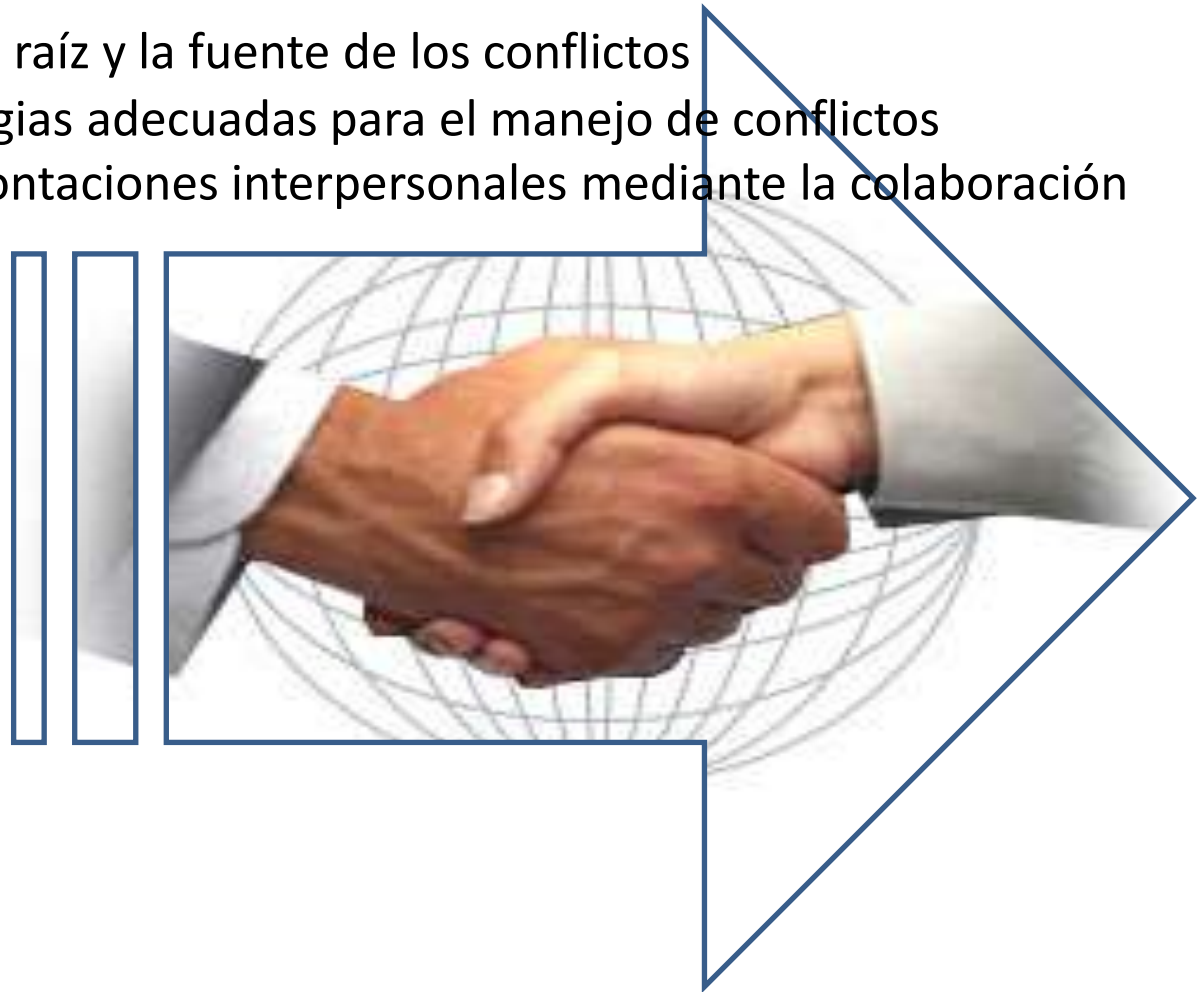 raíz y la fuente de los conflictos
gias adecuadas para el manejo de conflictos
ontaciones interpersonales mediante la colaboración